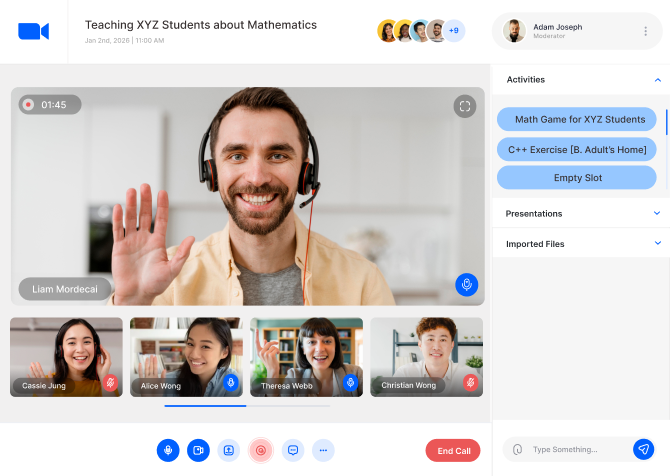 Teaching XYZ Students about Mathematics
Jan 2nd, 2026 | 11:00 AM
+9
Adam Joseph
Moderator
01:45
Liam Mordecai
Cassie Jung
Alice Wong
Theresa Webb
Christian Wong
End Call
Activities
Math Game for XYZ Students
C++ Exercise [B. Adult's Home]
Empty Slot
Presentations
Imported Files
Type Something...